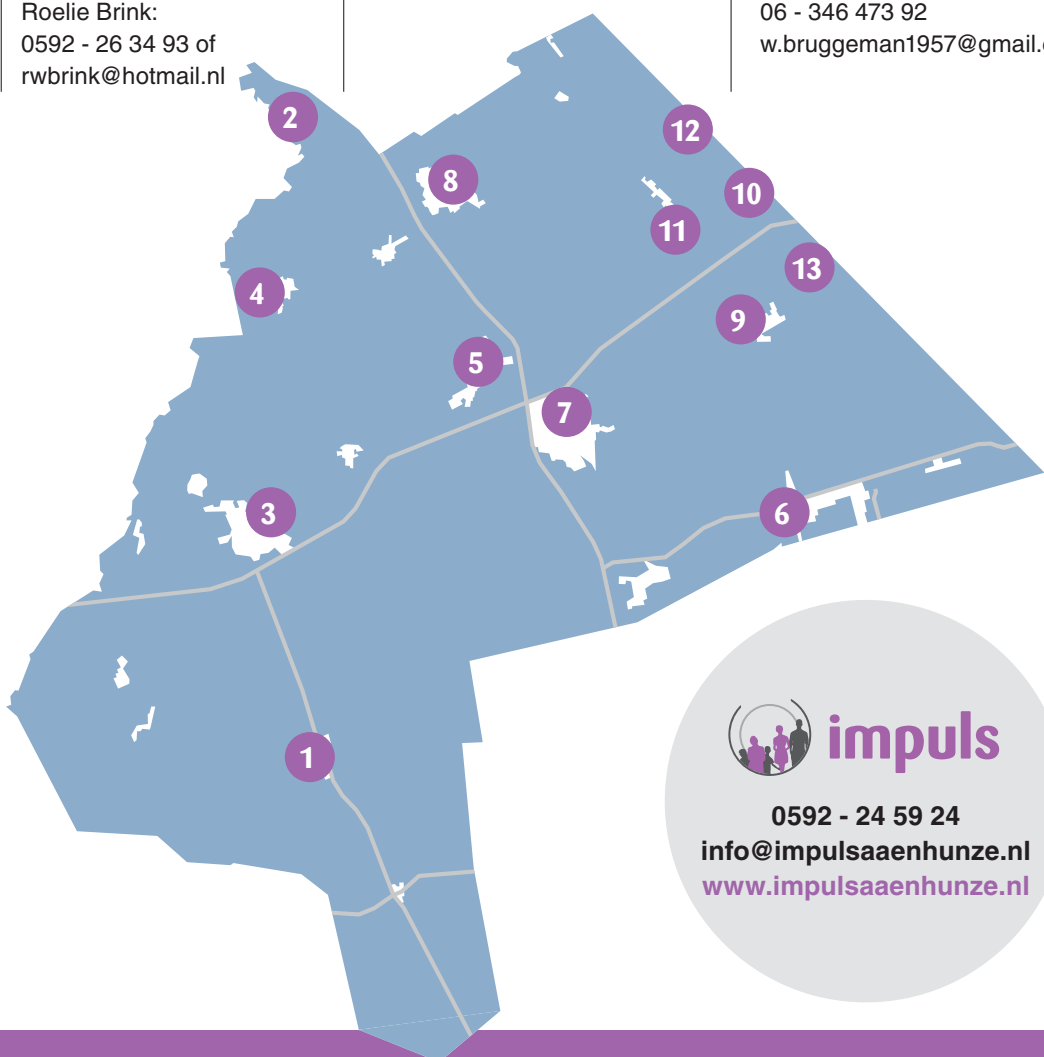 Roelie Brink:
0592 - 26 34 93 of
rwbrink@hotmail.nl
06 - 346 473 92
w.bruggeman1957@gmail.
2
12
8
10
11
4
13
9
5
7
3
6
1
impuls
0592 - 24 59 24
info@impulsaaenhunze.nl
www.impulsaaenhunze.nl